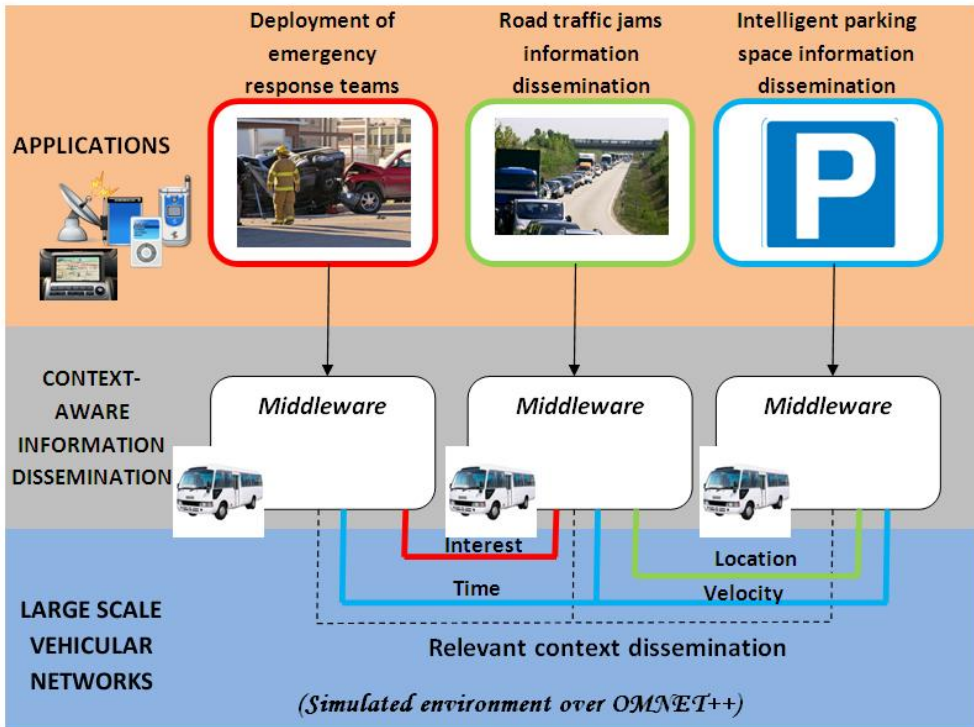 Deployment of
emergency
response teams
Road traffic jams
information
dissemination
Intelligent parking
space information
dissemination
APPLICATIONS
P
CONTEXT-
AWARE
INFORMATION
DISSEMINATION
Middleware
Middleware
Middleware
Interest
Location
Time
Velocity
LARGE SCALE
VEHICULAR
NETWORKS
Relevant context dissemination
(Simulated environment over OMNET++)